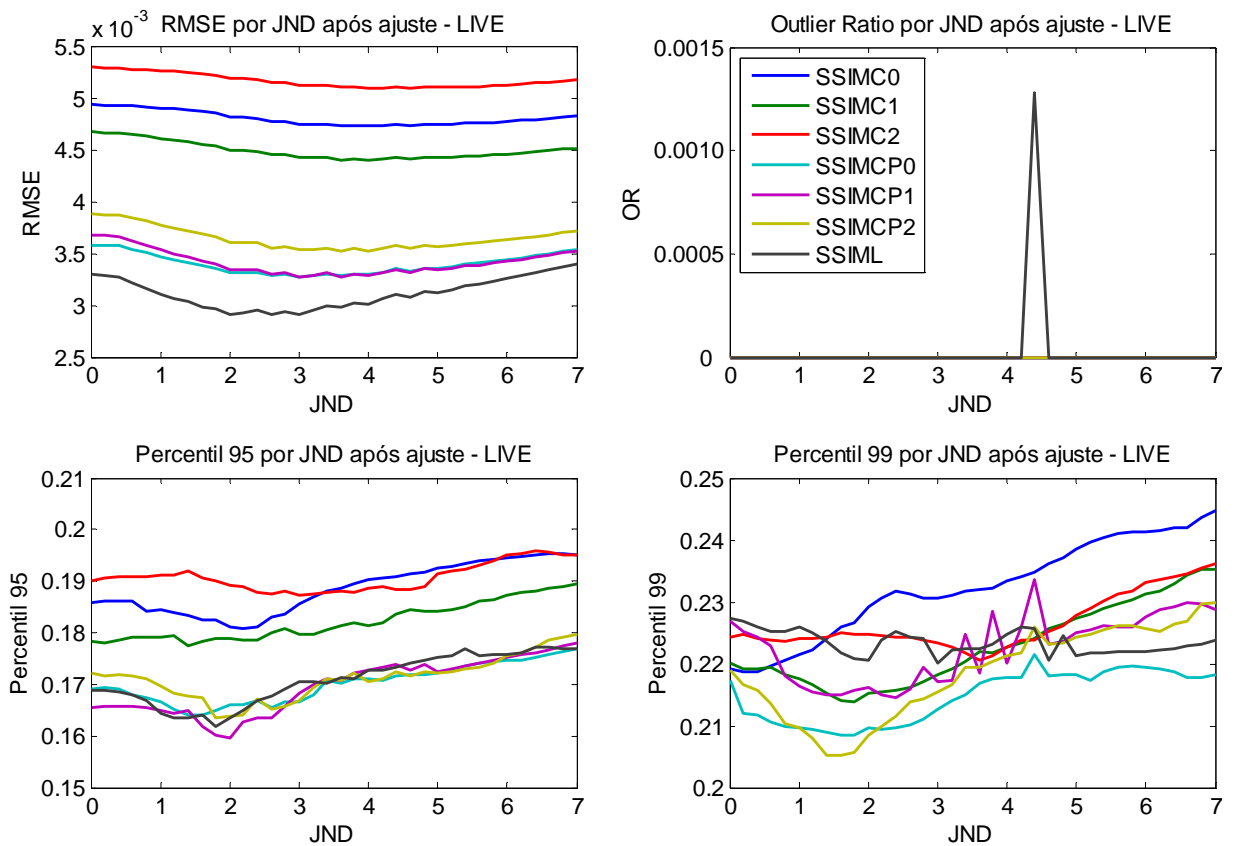 x 10⁻³
RMSE por JND após ajuste - LIVE
5.5
5
4.5
4
3.5
3
2.5
RMSE
0 1 2 3 4 5 6 7
JND
Outlier Ratio por JND após ajuste - LIVE
0.0015
0.0010
0.0005
0
OR
SSIMC0
SSIMC1
SSIMC2
SSIMCP0
SSIMCP1
SSIMCP2
SSIML
0 1 2 3 4 5 6 7
JND
Percentil 95 por JND após ajuste - LIVE
0.21
0.2
0.19
0.18
0.17
0.16
0.15
Percentil 95
0 1 2 3 4 5 6 7
JND
Percentil 99 por JND após ajuste - LIVE
0.25
0.24
0.23
0.22
0.21
0.2
Percentil 99
0 1 2 3 4 5 6 7
JND